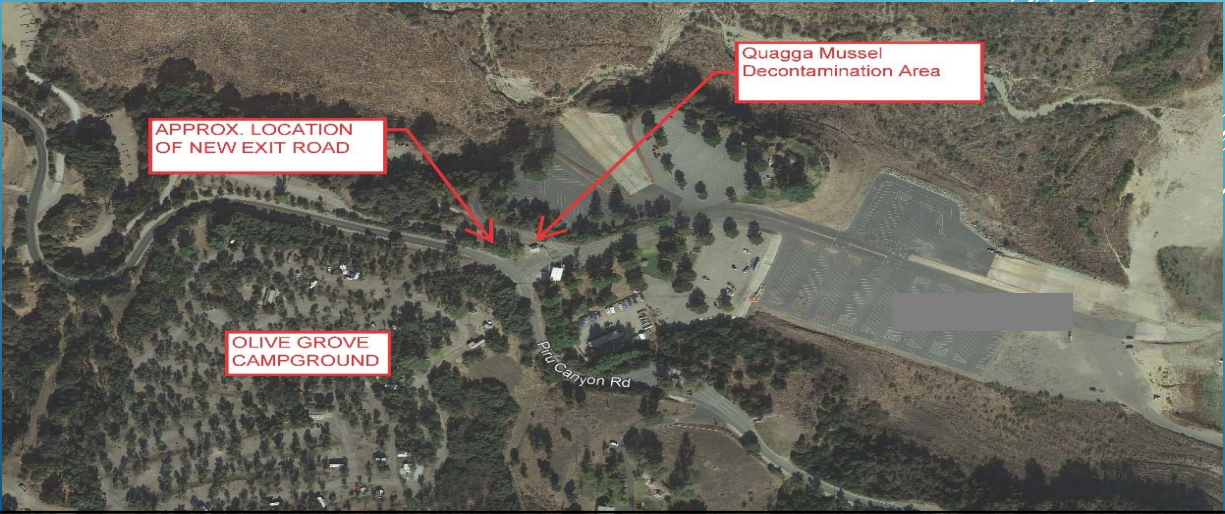 Quagga Mussel
Decontamination Area
APPROX. LOCATION
OF NEW EXIT ROAD
OLIVE GROVE
CAMPGROUND
Piru Canyon Rd